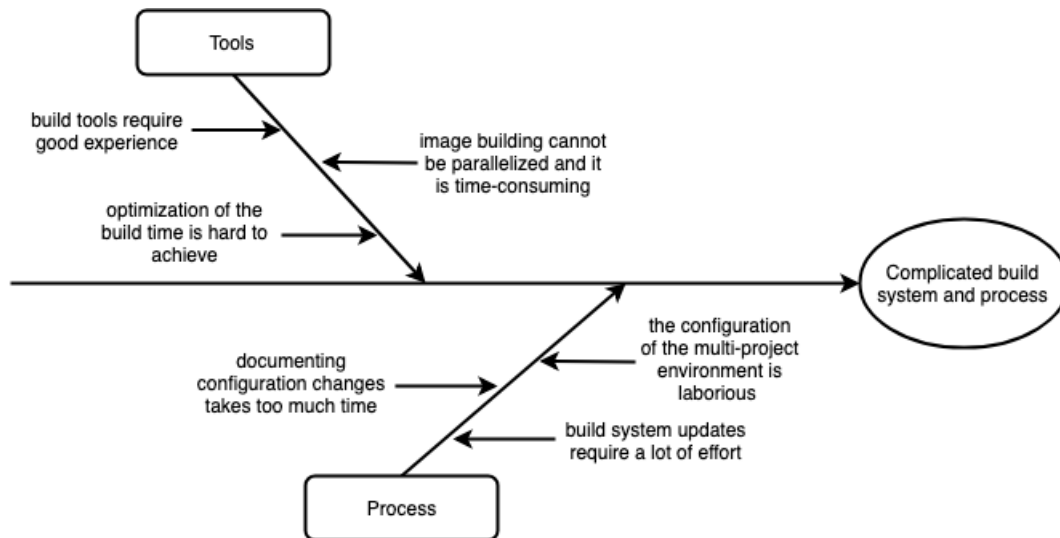 Tools
build tools require
good experience
image building cannot
be parallelized and it
is time-consuming
optimization of the
build time is hard to
achieve
Complicated build
system and process
the configuration
of the multi-project
environment is
laborious
documenting
configuration changes
takes too much time
build system updates
require a lot of effort
Process